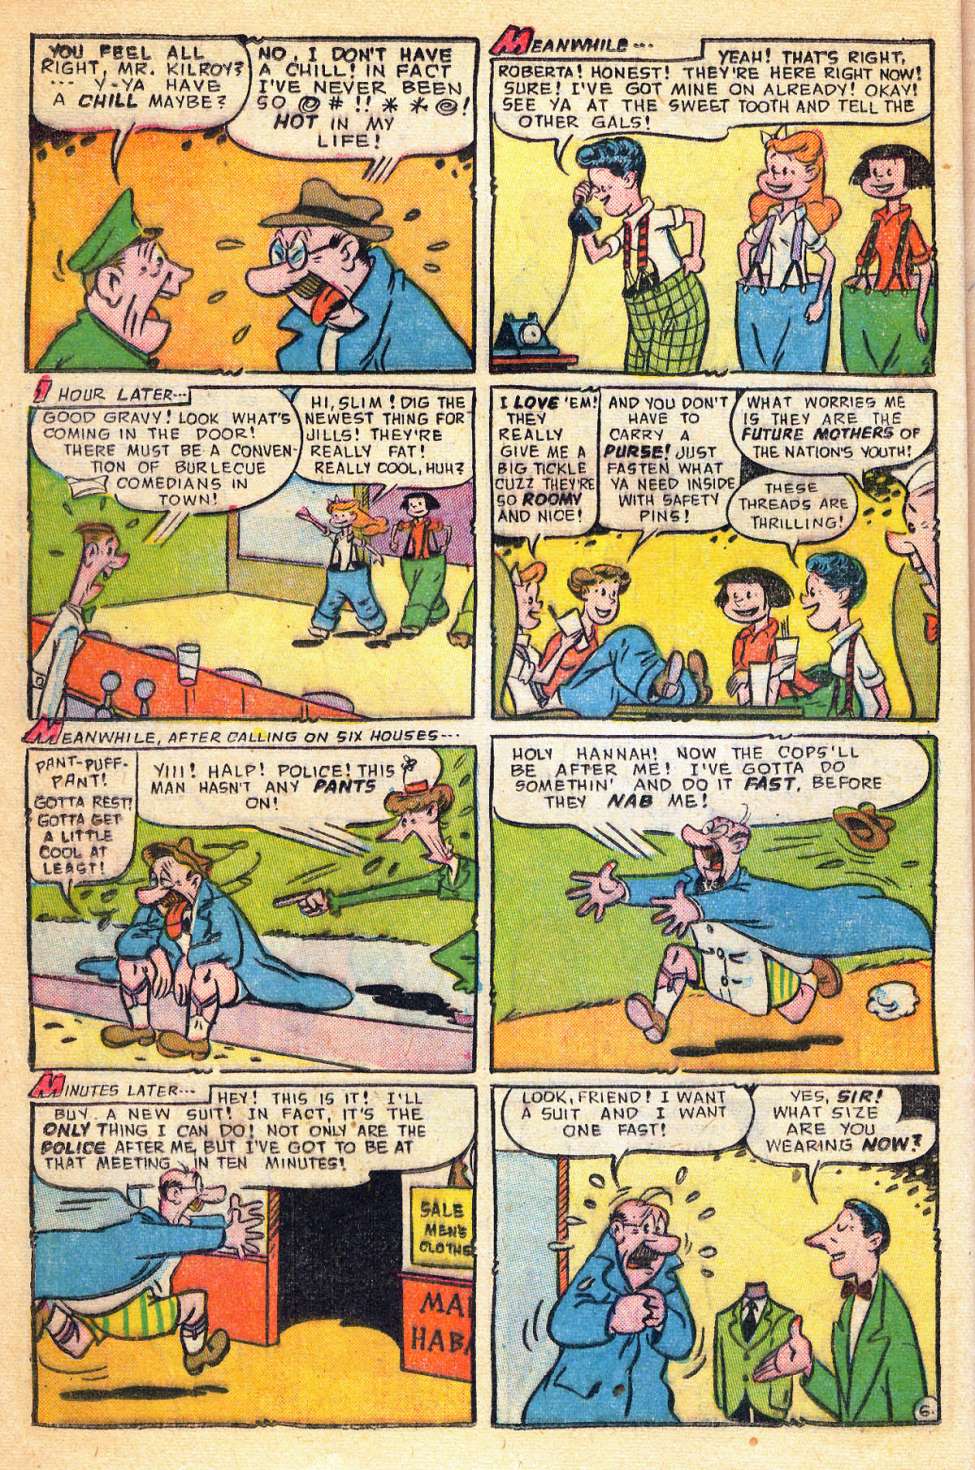 YOU FEEL ALL
RIGHT, MR. KILROY?
--- Y-YA HAVE
A CHILL MAYBE?
NO, I DON'T HAVE
A CHILL! IN FACT
I'VE NEVER BEEN
SO @#!!**@!
HOT IN MY
LIFE!
MEANWHILE---
YEAH! THAT'S RIGHT,
ROBERTA! HONEST! THEY'RE HERE RIGHT NOW!
SURE! I'VE GOT MINE ON ALREADY! OKAY!
SEE YA AT THE SWEET TOOTH AND TELL THE
OTHER GALS!
1 HOUR LATER---
GOOD GRAVY! LOOK WHAT'S
COMING IN THE DOOR!
THERE MUST BE A CONVEN-
TION OF BURLECUE
COMEDIANS IN
TOWN!
HI, SLIM! DIG THE
NEWEST THING FOR
JILLS! THEY'RE
REALLY FAT!
REALLY COOL, HUH?
I LOVE 'EM!
THEY
REALLY
GIVE ME A
BIG TICKLE
CUZZ THEY'RE
SO ROOMY
AND NICE!
AND YOU DON'T
HAVE TO
CARRY A
PURSE! JUST
FASTEN WHAT
YA NEED INSIDE
WITH SAFETY
PINS!
WHAT WORRIES ME
IS THEY ARE THE
FUTURE MOTHERS OF
THE NATION'S YOUTH!
THESE
THREADS ARE
THRILLING!
MEANWHILE, AFTER CALLING ON SIX HOUSES---
PANT-PUFF-
PANT!
GOTTA REST!
GOTTA GET
A LITTLE
COOL AT
LEAST!
YIII! HALP! POLICE! THIS
MAN HASN'T ANY PANTS
ON!
HOLY HANNAH! NOW THE COPS'LL
BE AFTER ME! I'VE GOTTA DO
SOMETHIN' AND DO IT FAST, BEFORE
THEY NAB ME!
MINUTES LATER---
HEY! THIS IS IT! I'LL
BUY A NEW SUIT! IN FACT, IT'S THE
ONLY THING I CAN DO! NOT ONLY ARE THE
POLICE AFTER ME, BUT I'VE GOT TO BE AT
THAT MEETING IN TEN MINUTES!
SALE
MEN'S
CLOTHE
MA
HABA
LOOK, FRIEND! I WANT
A SUIT AND I WANT
ONE FAST!
YES, SIR!
WHAT SIZE
ARE YOU
WEARING NOW?
6.